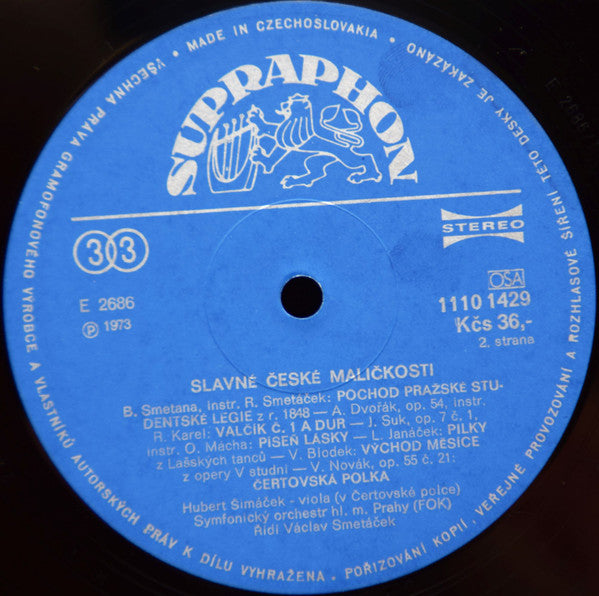 VŠECHNA PRÁVA GRAMOFONOVÉHO VÝROBCE A VLASTNÍKŮ AUTORSKÝCH PRÁV K DÍLU VYHRAŽENA. • POŘIZOVÁNÍ KOPIÍ, VEŘEJNÉ PROVOZOVÁNÍ A ROZHLASOVÉ ŠÍŘENÍ TÉTO DESKY JE ZAKÁZÁNO
• MADE IN CZECHOSLOVAKIA •
SUPRAPHON
STEREO
33
E 2686
Ⓟ 1973
OSA
1110 1429
Kčs 36,-
2. strana
SLAVNÉ ČESKÉ MALIČKOSTI
B. Smetana, instr. R. Smetáček: POCHOD PRAŽSKÉ STU-
DENTSKÉ LEGIE z r. 1848 — A. Dvořák, op. 54, instr.
R. Karel: VALČÍK Č. 1 A DUR — J. Suk, op. 7 č. 1,
instr. O. Mácha: PÍSEŇ LÁSKY — L. Janáček: PILKY
z Lašských tanců — V. Blodek: VÝCHOD MĚSÍCE
z opery V studni — V. Novák, op. 55 č. 21:
ČERTOVSKÁ POLKA
Hubert Šimáček - viola (v Čertovské polce)
Symfonický orchestr hl. m. Prahy (FOK)
Řídí Václav Smetáček
E 2686